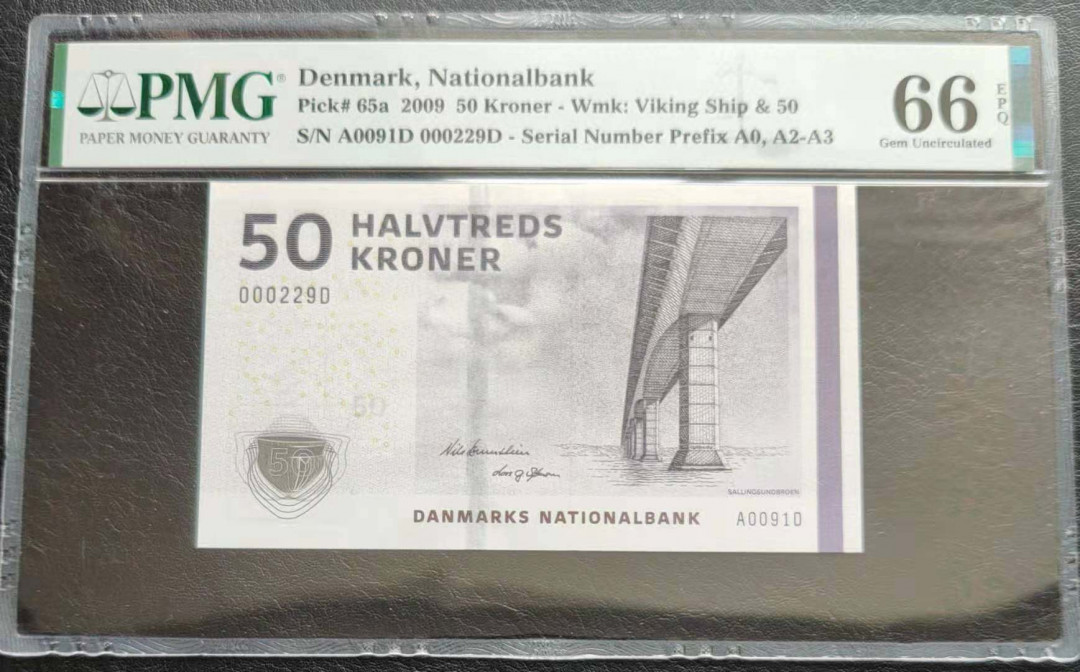 PMG®
PAPER MONEY GUARANTY
Denmark, Nationalbank
Pick# 65a 2009 50 Kroner - Wmk: Viking Ship & 50
S/N A0091D 000229D - Serial Number Prefix A0, A2-A3
66
EPQ
Gem Uncirculated
50 HALVTREDS
KRONER
000229D
50
50
SALLINGSUNDBROEN
DANMARKS NATIONALBANK A0091D